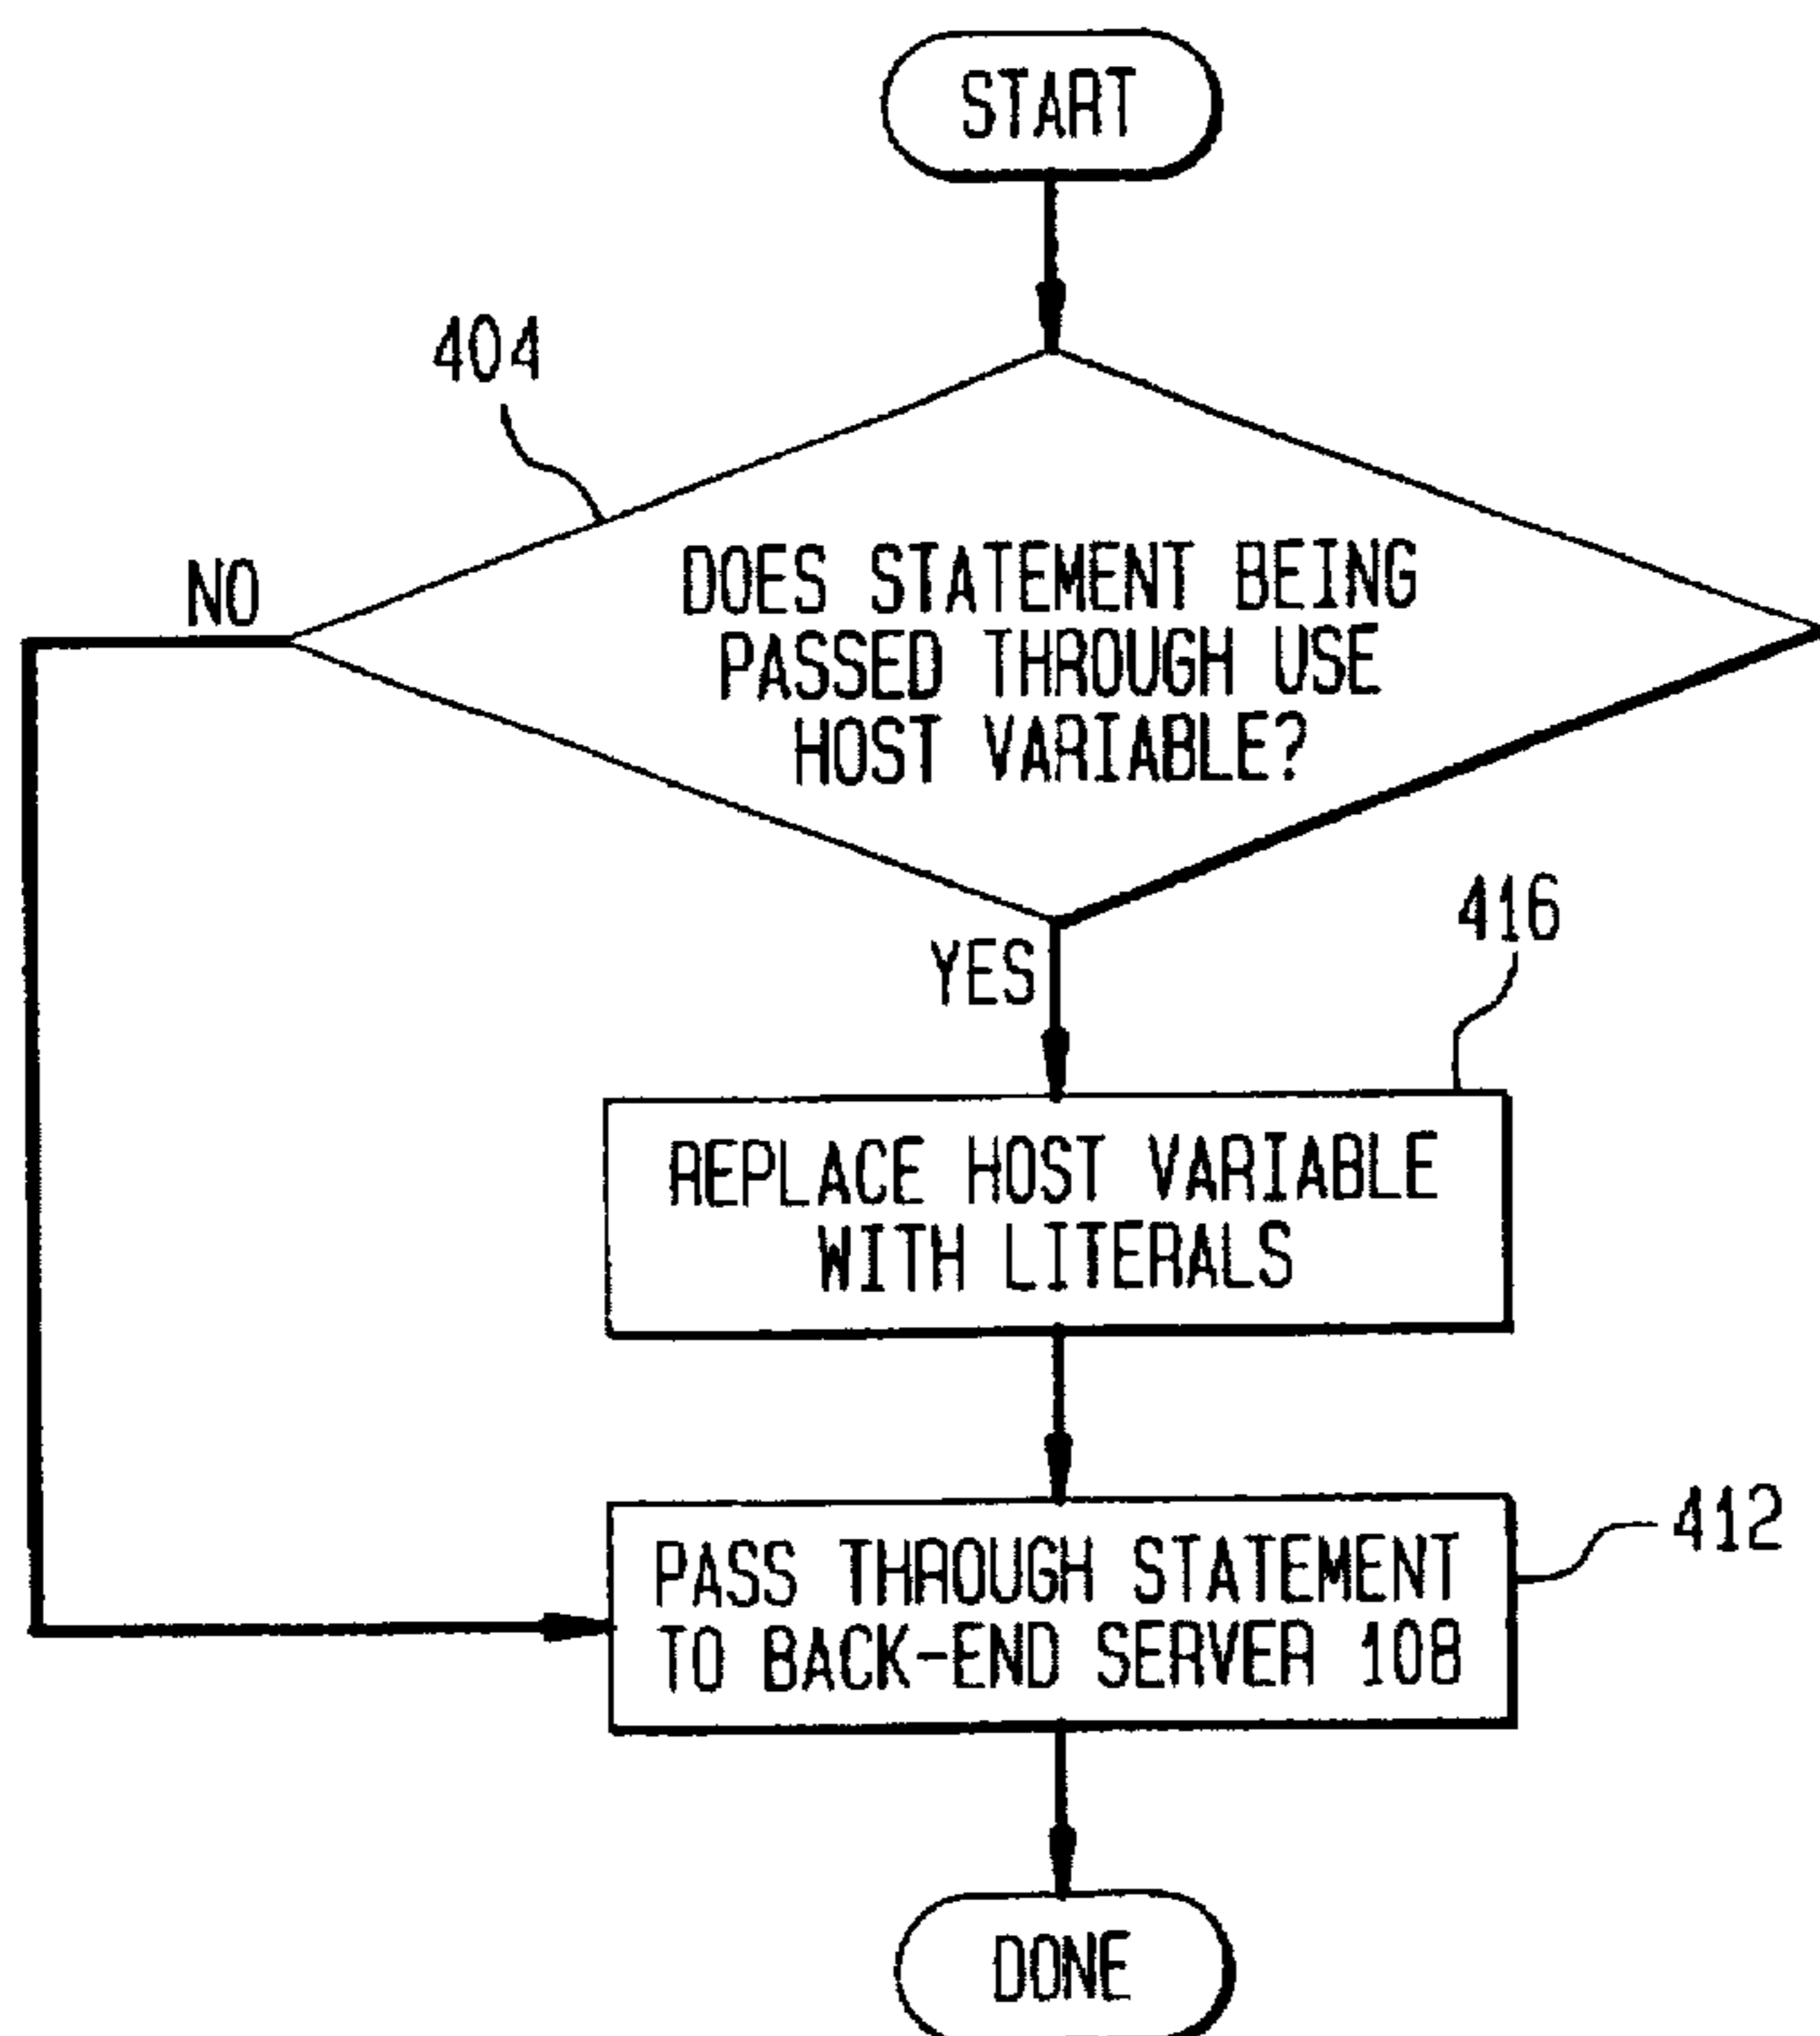 START
404
NO
DOES STATEMENT BEING
PASSED THROUGH USE
HOST VARIABLE?
YES
416
REPLACE HOST VARIABLE
WITH LITERALS
412
PASS THROUGH STATEMENT
TO BACK-END SERVER 108
DONE